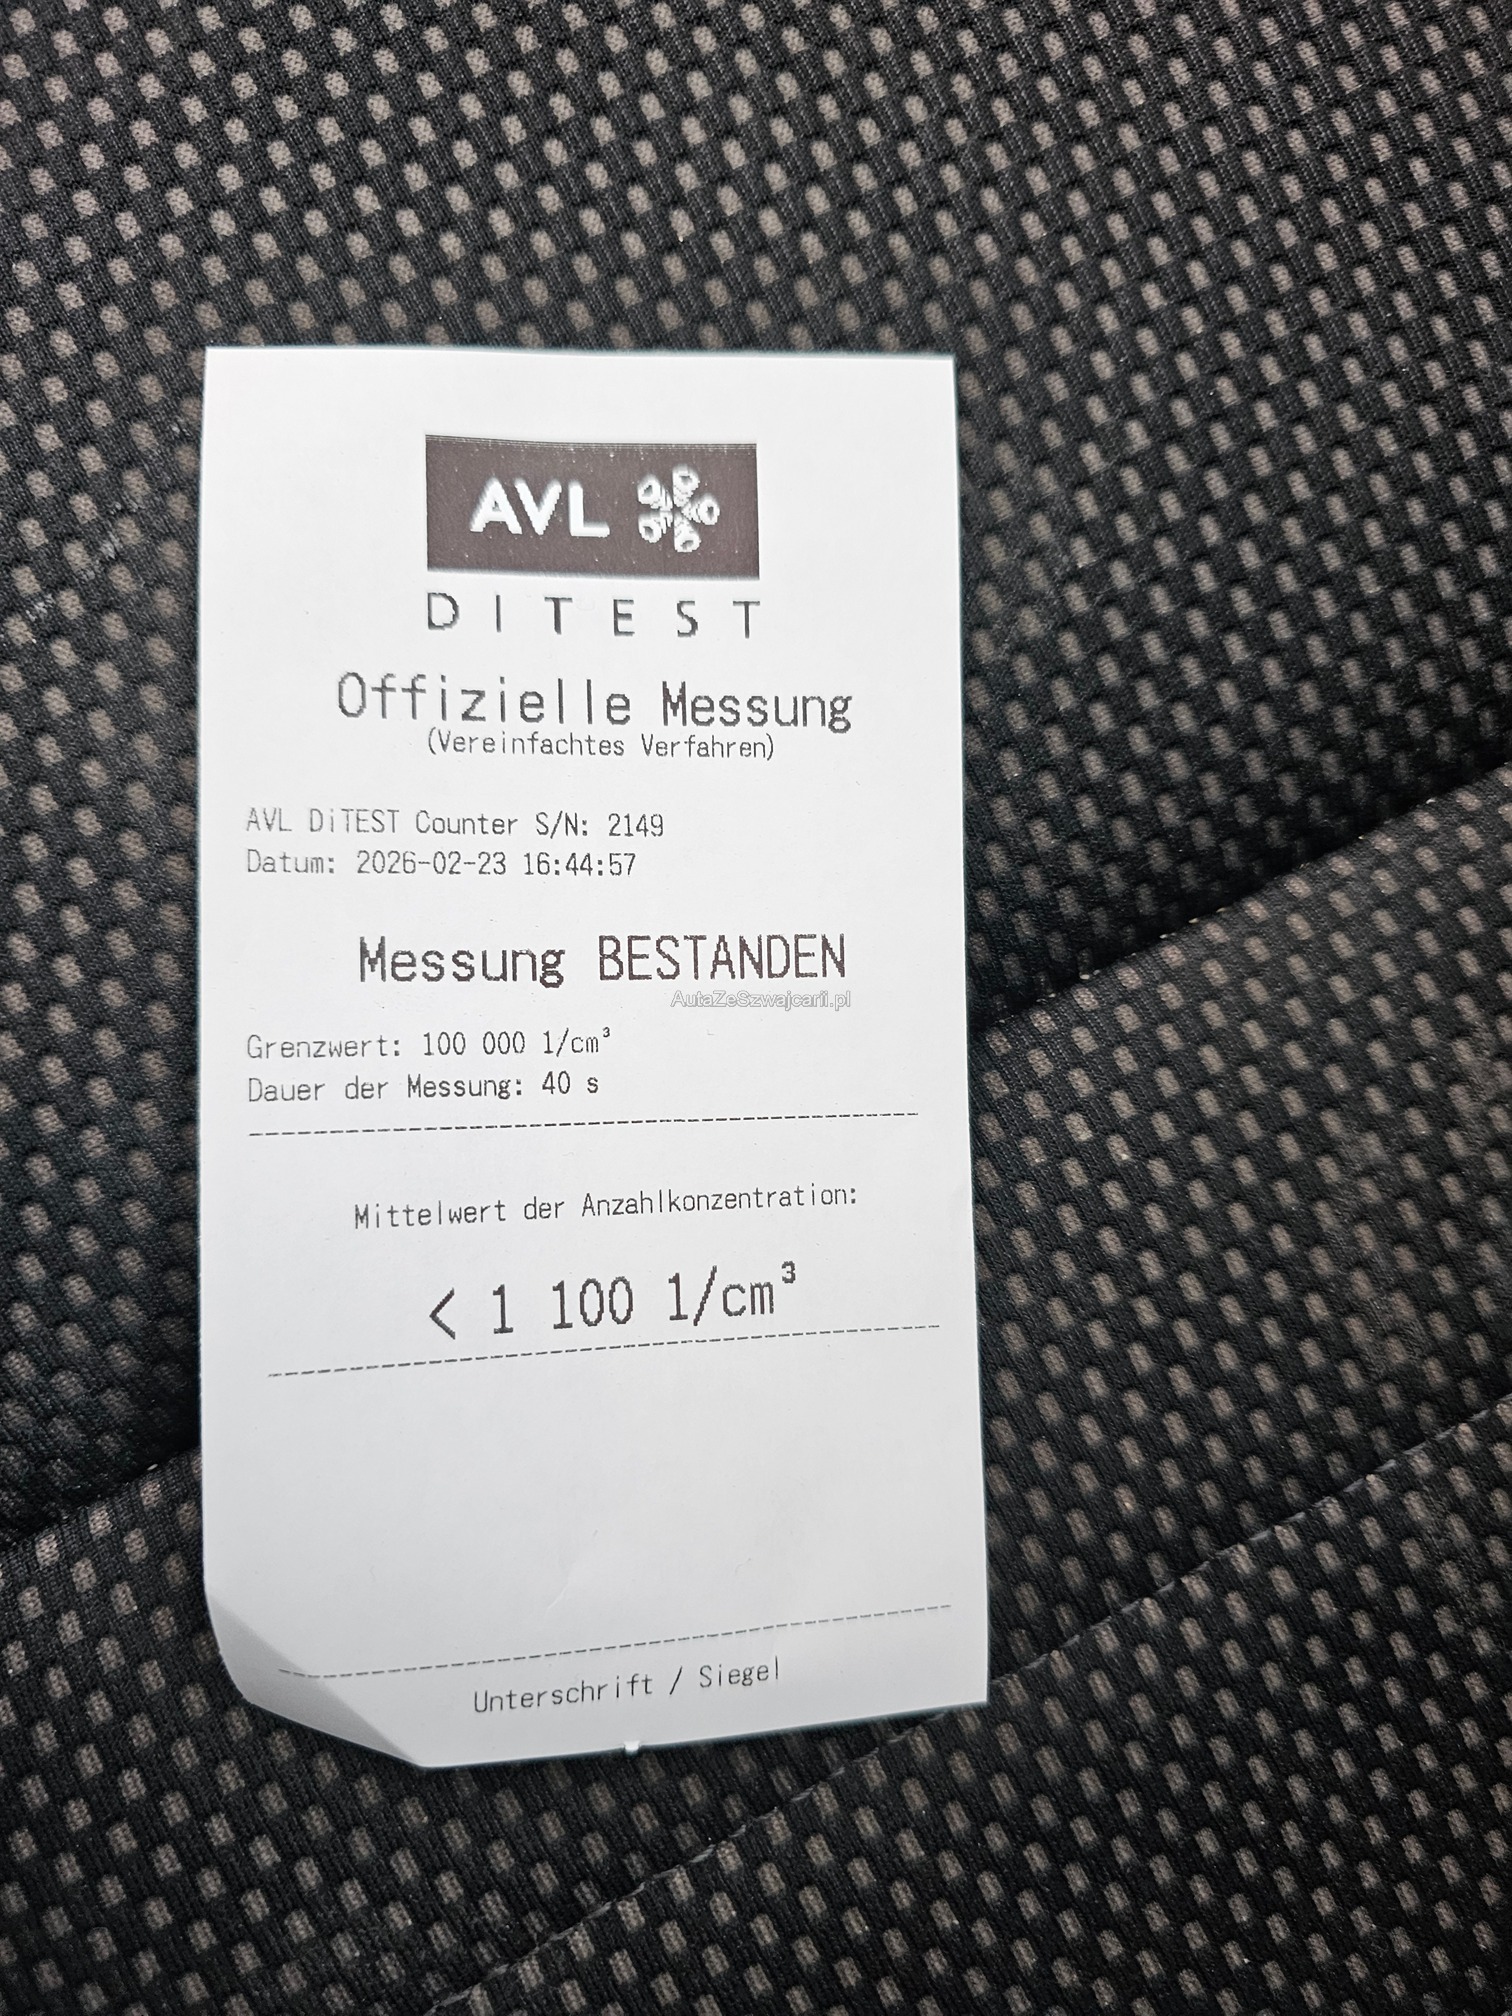 AVL
DITEST
Offizielle Messung
(Vereinfachtes Verfahren)
AVL DiTEST Counter S/N: 2149
Datum: 2026-02-23 16:44:57
Messung BESTANDEN
AutaZeSzwajcarii.pl
Grenzwert: 100 000 1/cm³
Dauer der Messung: 40 s
Mittelwert der Anzahlkonzentration:
< 1 100 1/cm³
Unterschrift / Siegel